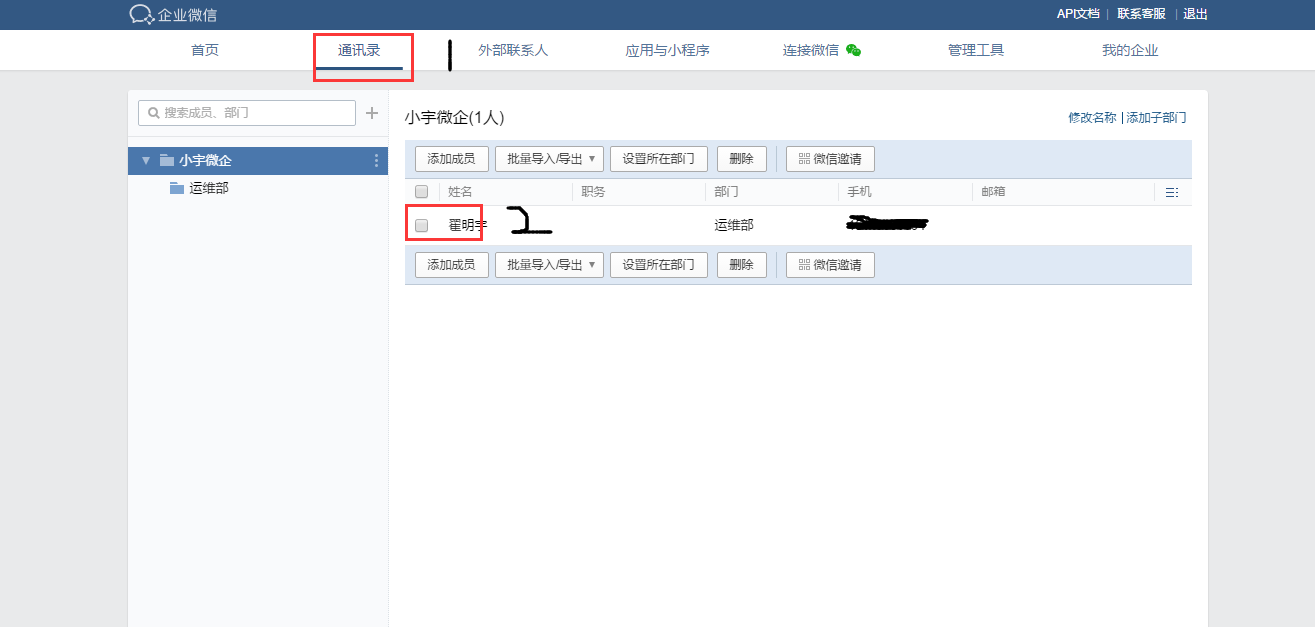 企业微信
API文档 | 联系客服 | 退出
首页 通讯录 1 外部联系人 应用与小程序 连接微信 管理工具 我的企业
搜索成员、部门
小宇微企
运维部
小宇微企(1人)
修改名称 | 添加子部门
添加成员 批量导入/导出 设置所在部门 删除 微信邀请
姓名 职务 部门 手机 邮箱
翟明宇 2 运维部
添加成员 批量导入/导出 设置所在部门 删除 微信邀请